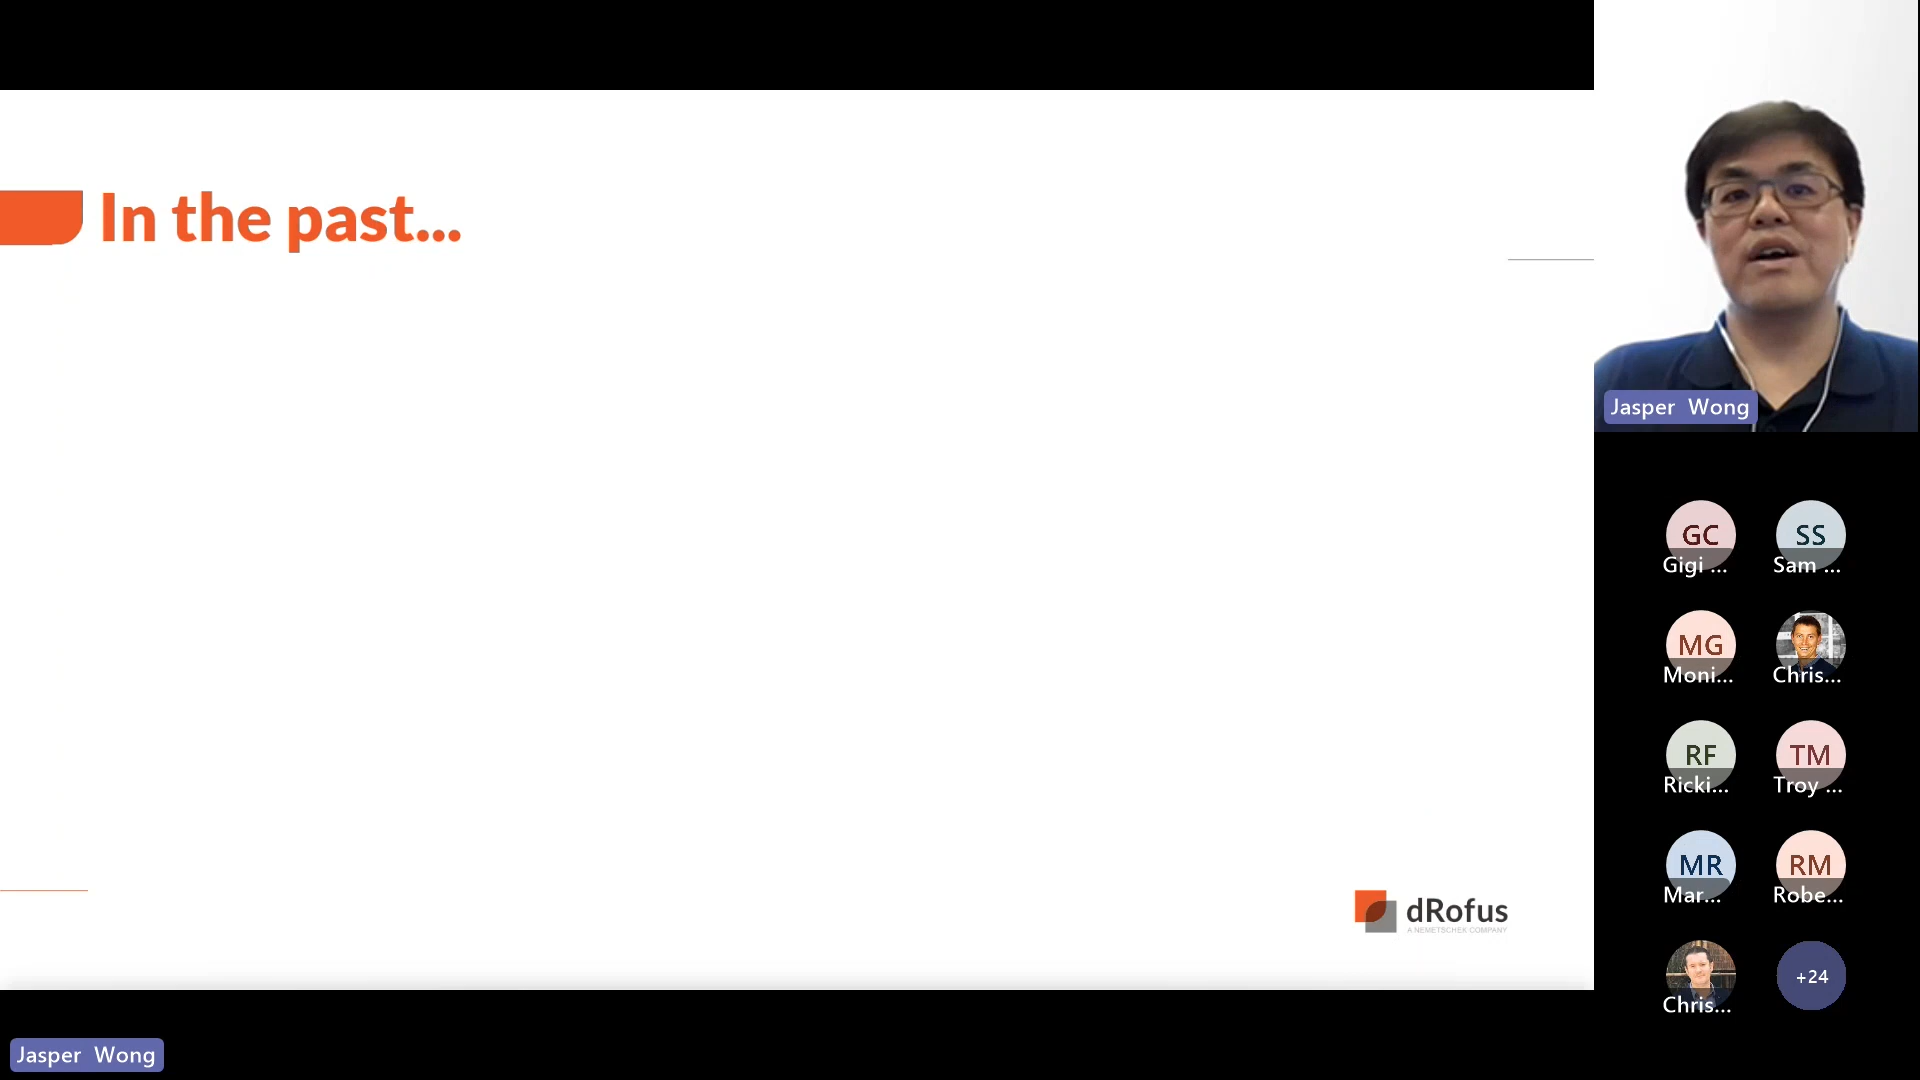 In the past...
dRofus
A NEMETSCHEK COMPANY
Jasper Wong
GC
Gigi ...
SS
Sam ...
MG
Moni...
Chris...
RF
Ricki...
TM
Troy ...
MR
Mar...
RM
Robe...
Chris...
+24
Jasper Wong